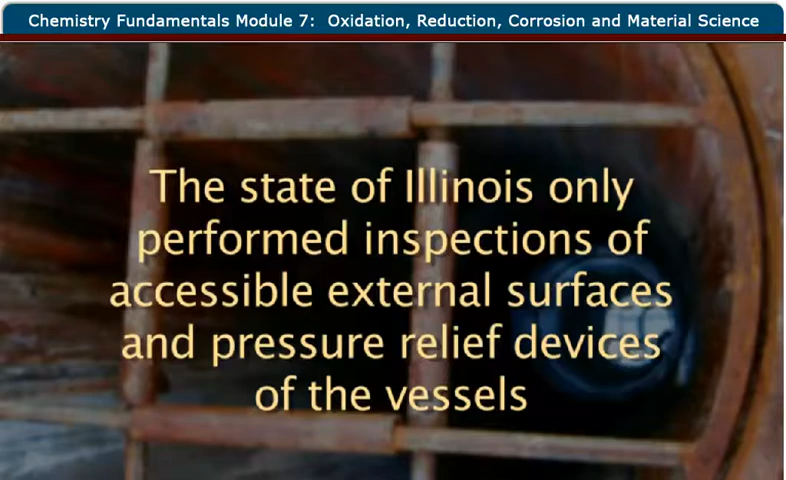 Chemistry Fundamentals Module 7: Oxidation, Reduction, Corrosion and Material Science
The state of Illinois only
performed inspections of
accessible external surfaces
and pressure relief devices
of the vessels